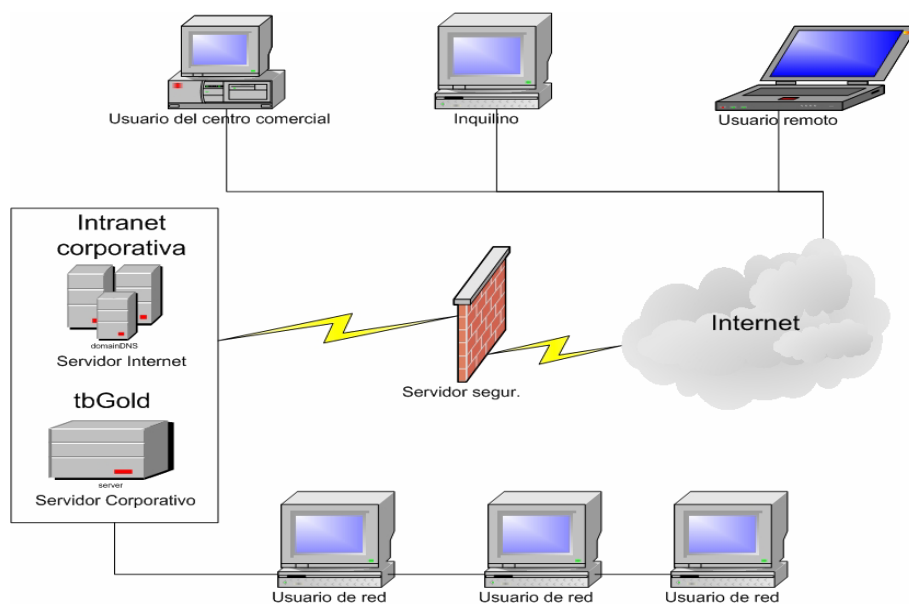 Usuario del centro comercial
Inquilino
Usuario remoto
Intranet
corporativa
domainDNS
Servidor Internet
tbGold
server
Servidor Corporativo
Servidor segur.
Internet
Usuario de red
Usuario de red
Usuario de red